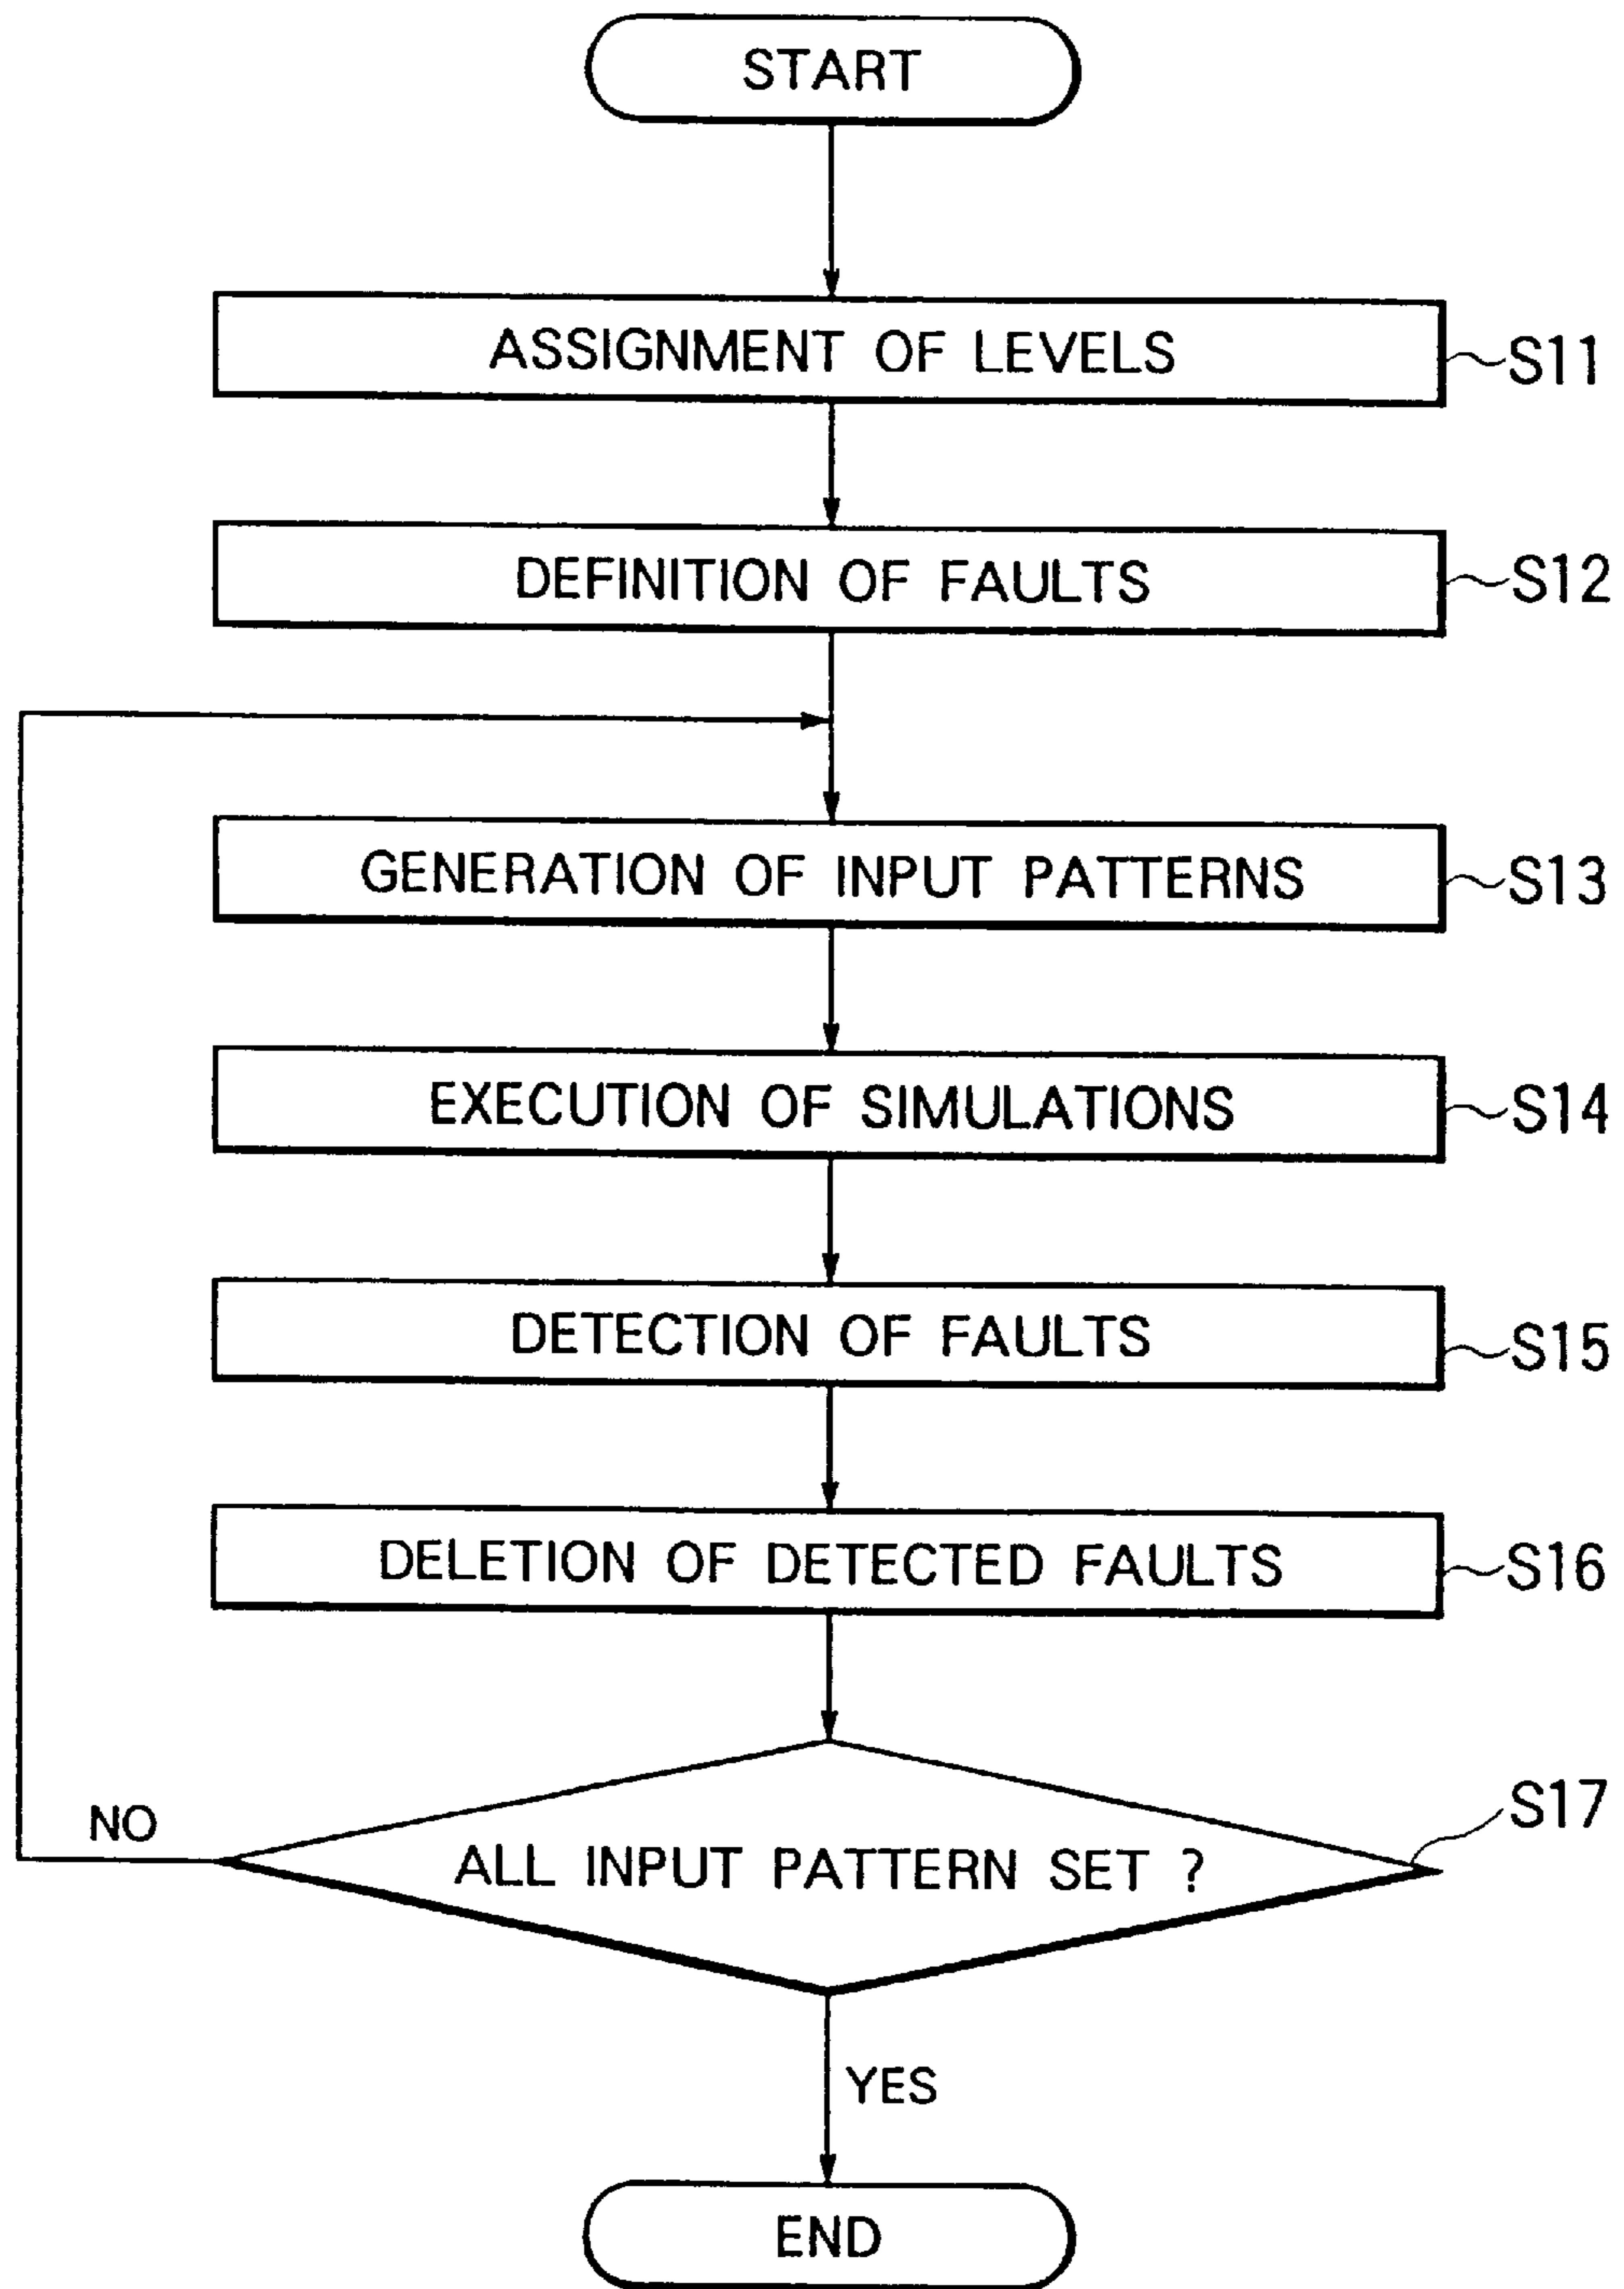 START
ASSIGNMENT OF LEVELS
S11
DEFINITION OF FAULTS
S12
GENERATION OF INPUT PATTERNS
S13
EXECUTION OF SIMULATIONS
S14
DETECTION OF FAULTS
S15
DELETION OF DETECTED FAULTS
S16
S17
NO
ALL INPUT PATTERN SET ?
YES
END